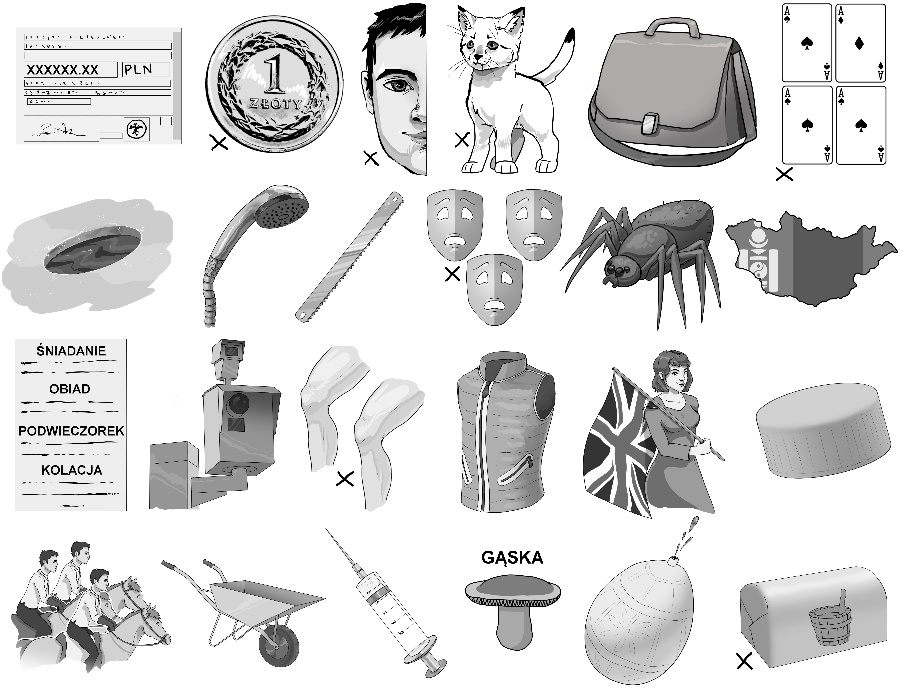 XXXXXX.XX PLN
1
ZŁOTY
A A
A A
A A
A A
ŚNIADANIE
OBIAD
PODWIECZOREK
KOLACJA
GĄSKA